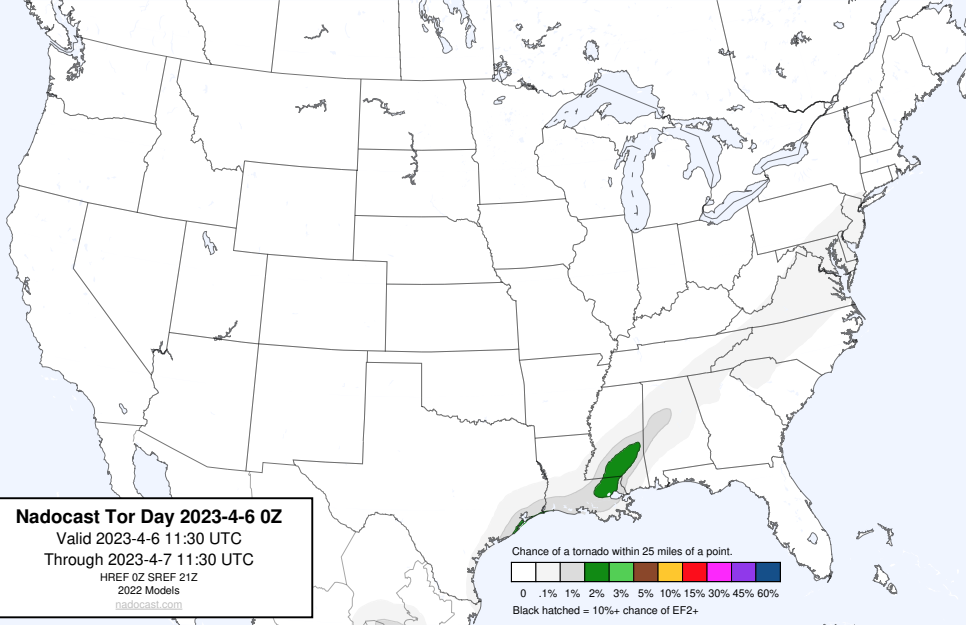 Nadocast Tor Day 2023-4-6 0Z
Valid 2023-4-6 11:30 UTC
Through 2023-4-7 11:30 UTC
HREF 0Z SREF 21Z
2022 Models
nadocast.com
Chance of a tornado within 25 miles of a point.
0 .1% 1% 2% 3% 5% 10% 15% 30% 45% 60%
Black hatched = 10%+ chance of EF2+